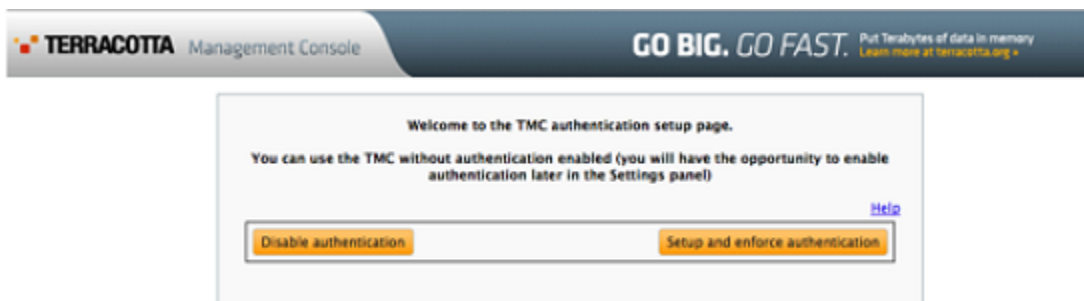 TERRACOTTA Management Console
GO BIG. GO FAST. Put Terabytes of data in memory
Learn more at terracotta.org »
Welcome to the TMC authentication setup page.
You can use the TMC without authentication enabled (you will have the opportunity to enable
authentication later in the Settings panel)
Help
Disable authentication
Setup and enforce authentication